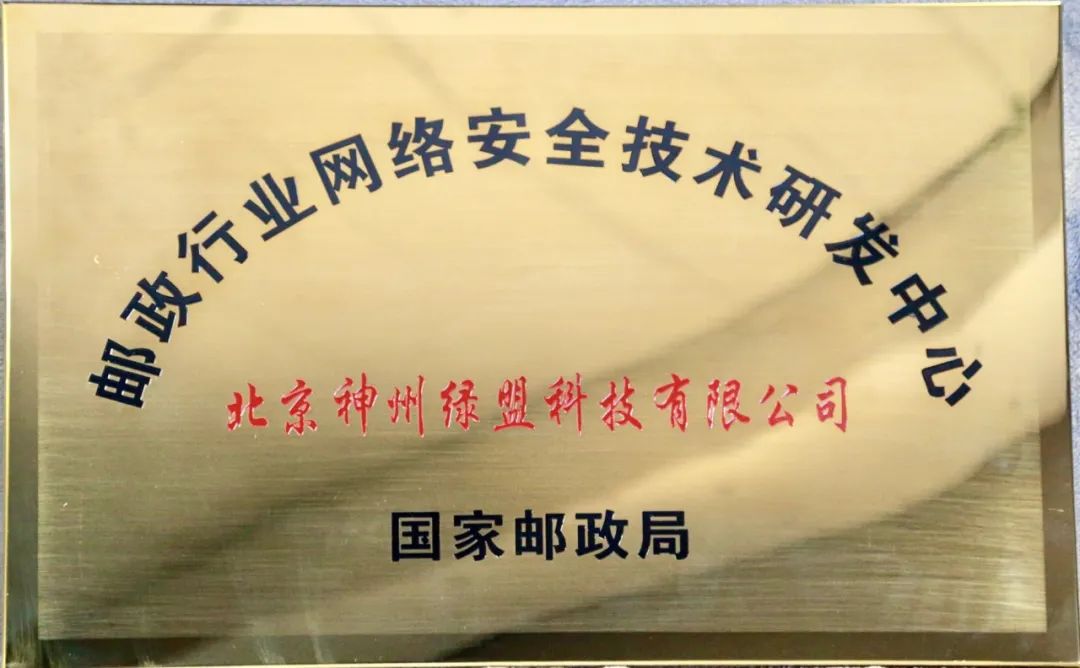 邮政行业网络安全技术研发中心
北京神州绿盟科技有限公司
国家邮政局